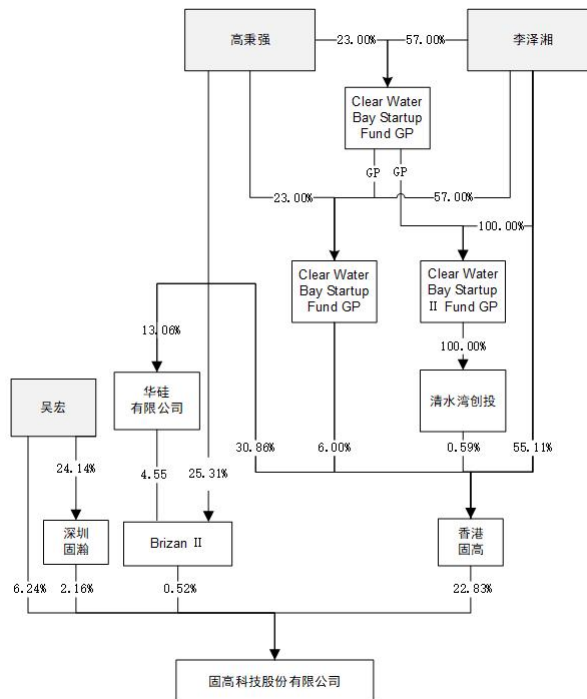 高秉强
23.00%
57.00%
李泽湘
Clear Water
Bay Startup
Fund GP
GP
GP
23.00%
57.00%
100.00%
Clear Water
Bay Startup
Fund GP
Clear Water
Bay Startup
Ⅱ Fund GP
13.06%
100.00%
吴宏
华硅
有限公司
清水湾创投
24.14%
4.55
25.31%
30.86%
6.00%
0.59%
55.11%
深圳
固瀚
Brizan Ⅱ
香港
固高
6.24%
2.16%
0.52%
22.83%
固高科技股份有限公司